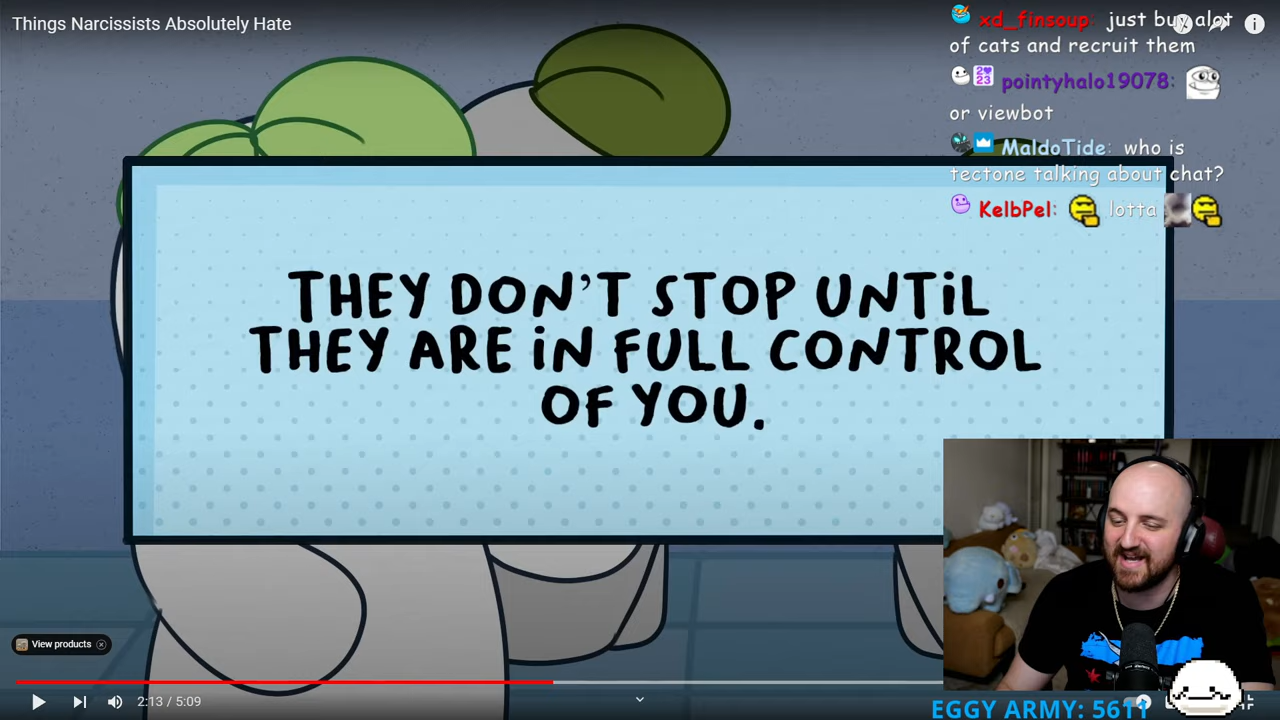 Things Narcissists Absolutely Hate
xd_finsoup: just buy alot
of cats and recruit them
pointyhalo19078:
or viewbot
MaldoTide: who is
tectone talking about chat?
KelbPel: lotta
THEY DON'T STOP UNTiL
THEY ARE iN FULL CONTROL
OF YOU.
View products
2:13 / 5:09
EGGY ARMY: 5611